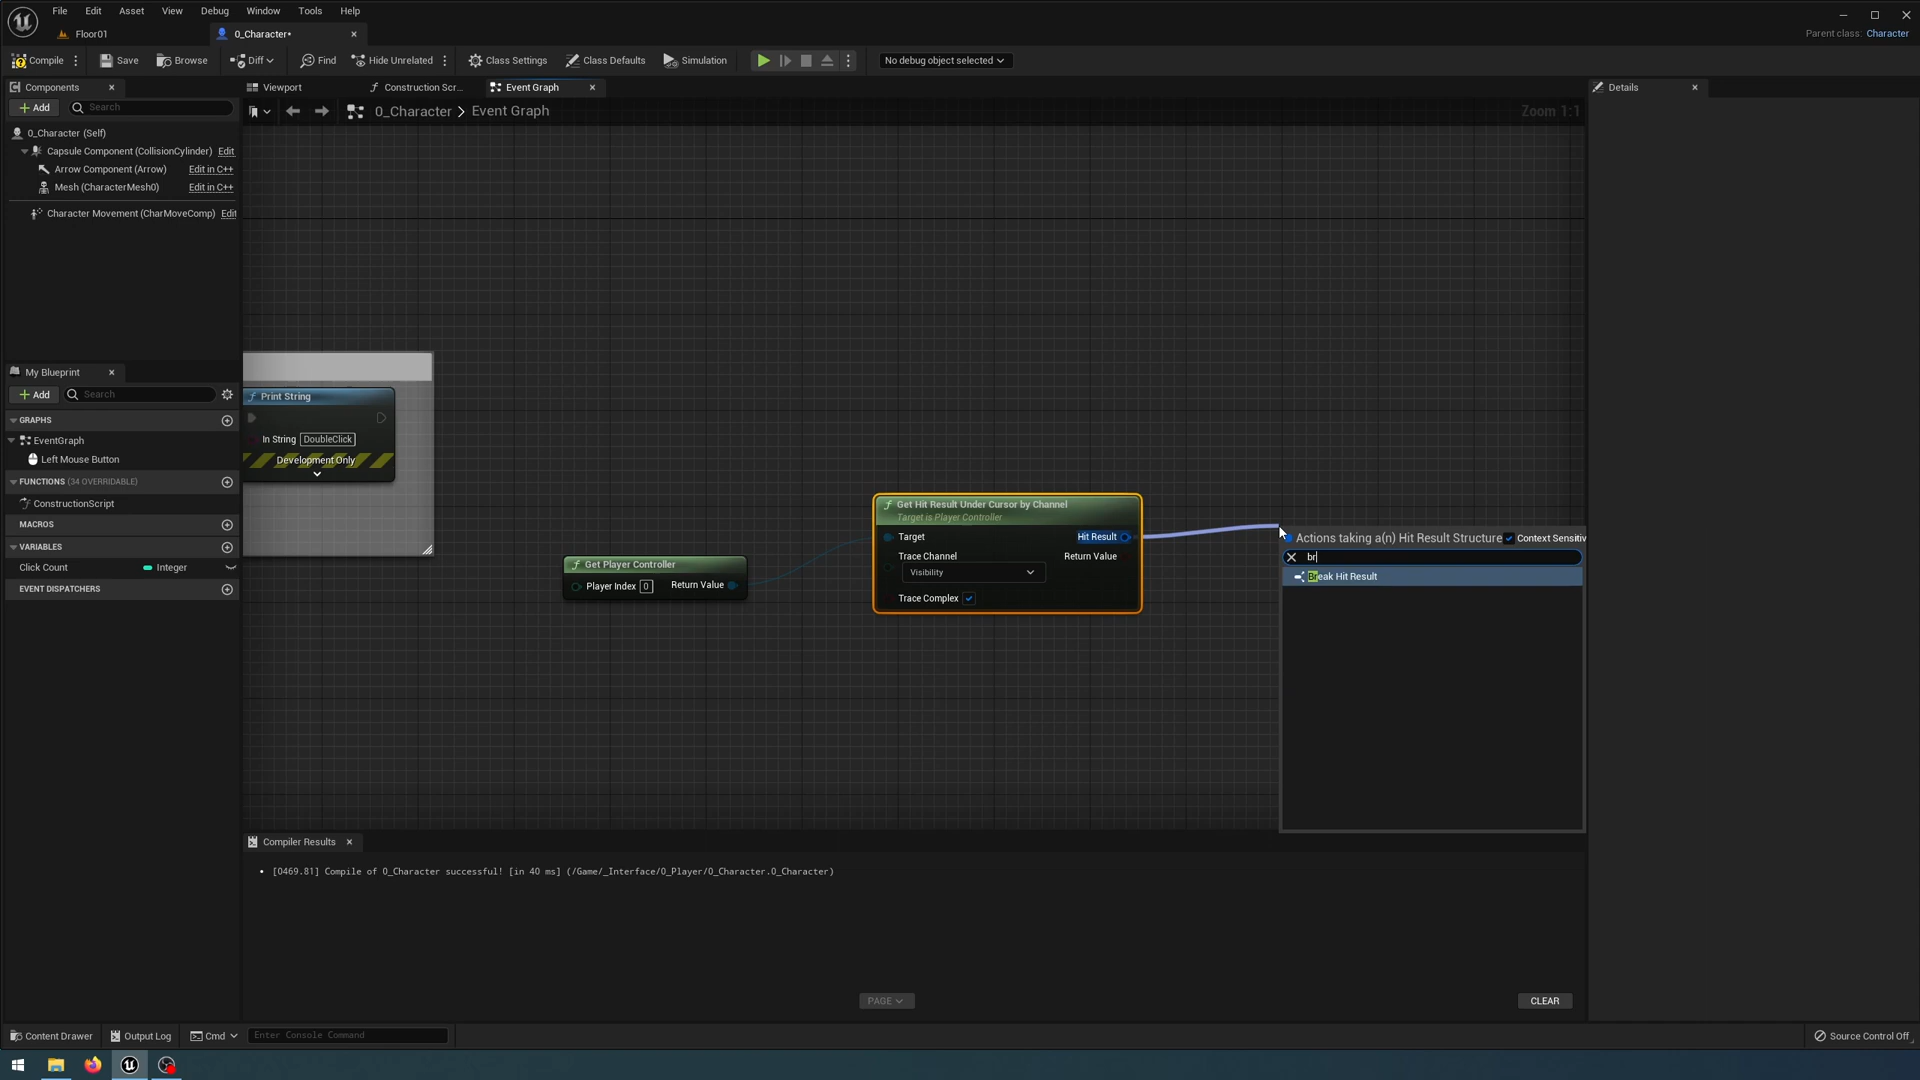 File Edit Asset View Debug Window Tools Help
Floor01
0_Character•
Parent class: Character
Compile Save Browse Diff Find Hide Unrelated Class Settings Class Defaults Simulation No debug object selected
Components
Add Search
0_Character (Self)
Capsule Component (CollisionCylinder) Edit
Arrow Component (Arrow) Edit in C++
Mesh (CharacterMesh0) Edit in C++
Character Movement (CharMoveComp) Edit
My Blueprint
Add Search
GRAPHS
EventGraph
Left Mouse Button
FUNCTIONS (34 OVERRIDABLE)
ConstructionScript
MACROS
VARIABLES
Click Count Integer
EVENT DISPATCHERS
Viewport Construction Scr... Event Graph
0_Character > Event Graph
Zoom 1:1
Print String
In String DoubleClick
Development Only
Get Player Controller
Player Index 0 Return Value
Get Hit Result Under Cursor by Channel
Target is Player Controller
Target Hit Result
Trace Channel Return Value
Visibility
Trace Complex
Actions taking a(n) Hit Result Structure Context Sensitiv
br
Break Hit Result
Details
Compiler Results
• [0469.81] Compile of 0_Character successful! [in 40 ms] (/Game/_Interface/0_Player/0_Character.0_Character)
PAGE
CLEAR
Content Drawer Output Log Cmd Enter Console Command
Source Control Off